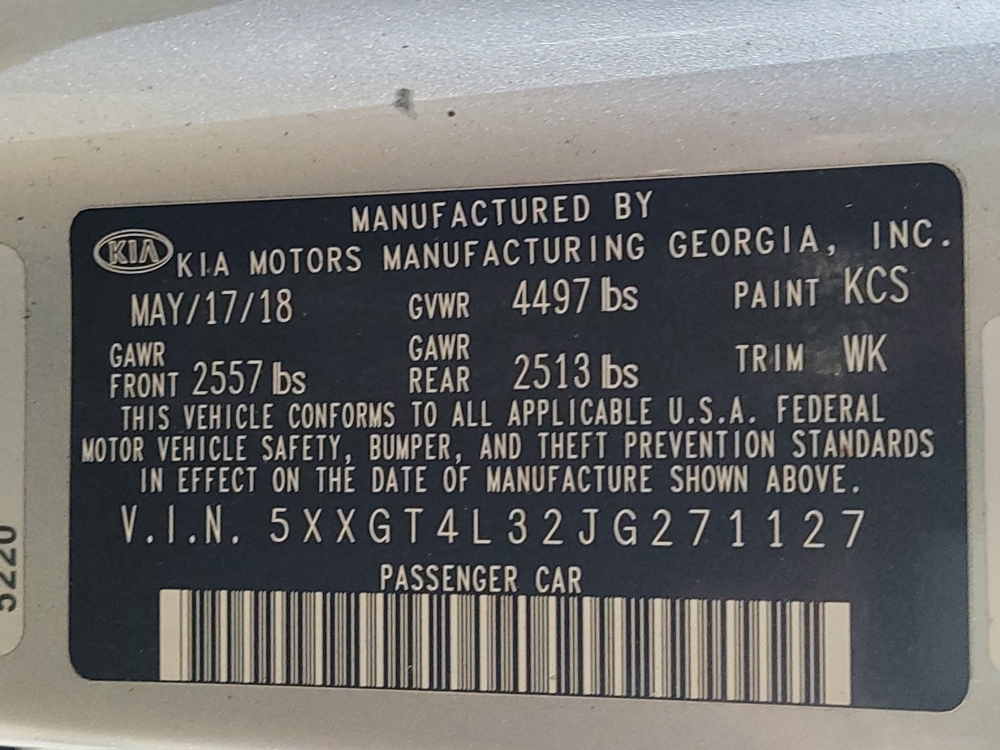 MANUFACTURED BY
KIA KIA MOTORS MANUFACTURING GEORGIA, INC.
MAY/17/18 GVWR 4497 lbs PAINT KCS
GAWR FRONT 2557 lbs GAWR REAR 2513 lbs TRIM WK
THIS VEHICLE CONFORMS TO ALL APPLICABLE U.S.A. FEDERAL
MOTOR VEHICLE SAFETY, BUMPER, AND THEFT PREVENTION STANDARDS
IN EFFECT ON THE DATE OF MANUFACTURE SHOWN ABOVE.
V.I.N. 5XXGT4L32JG271127
PASSENGER CAR
5220